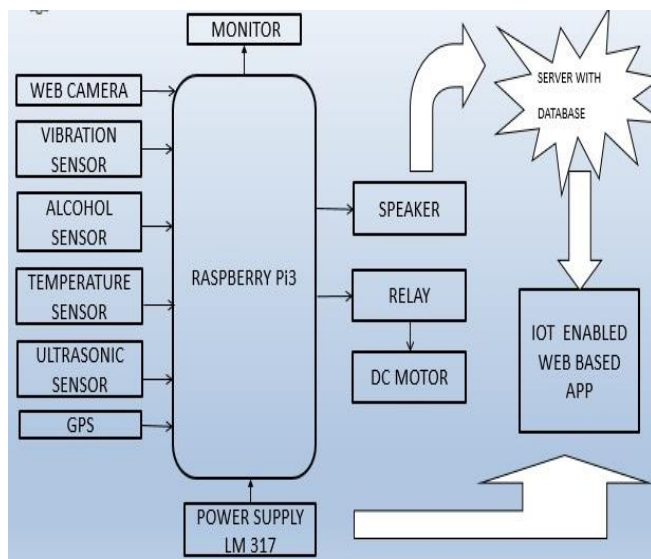 MONITOR
WEB CAMERA
VIBRATION
SENSOR
ALCOHOL
SENSOR
TEMPERATURE
SENSOR
ULTRASONIC
SENSOR
GPS
RASPBERRY Pi3
POWER SUPPLY
LM 317
SPEAKER
RELAY
DC MOTOR
SERVER WITH
DATABASE
IOT ENABLED
WEB BASED
APP